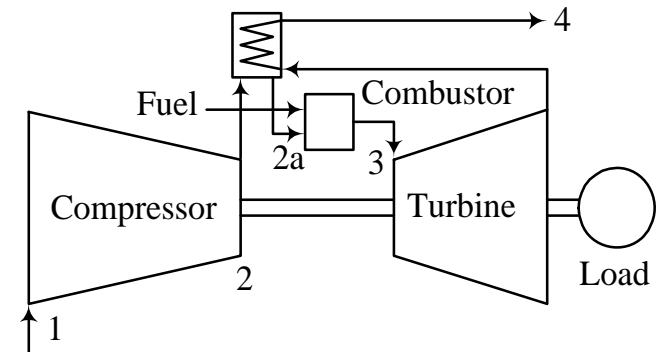 4
Fuel
Combustor
2a
3
Compressor
Turbine
2
Load
1